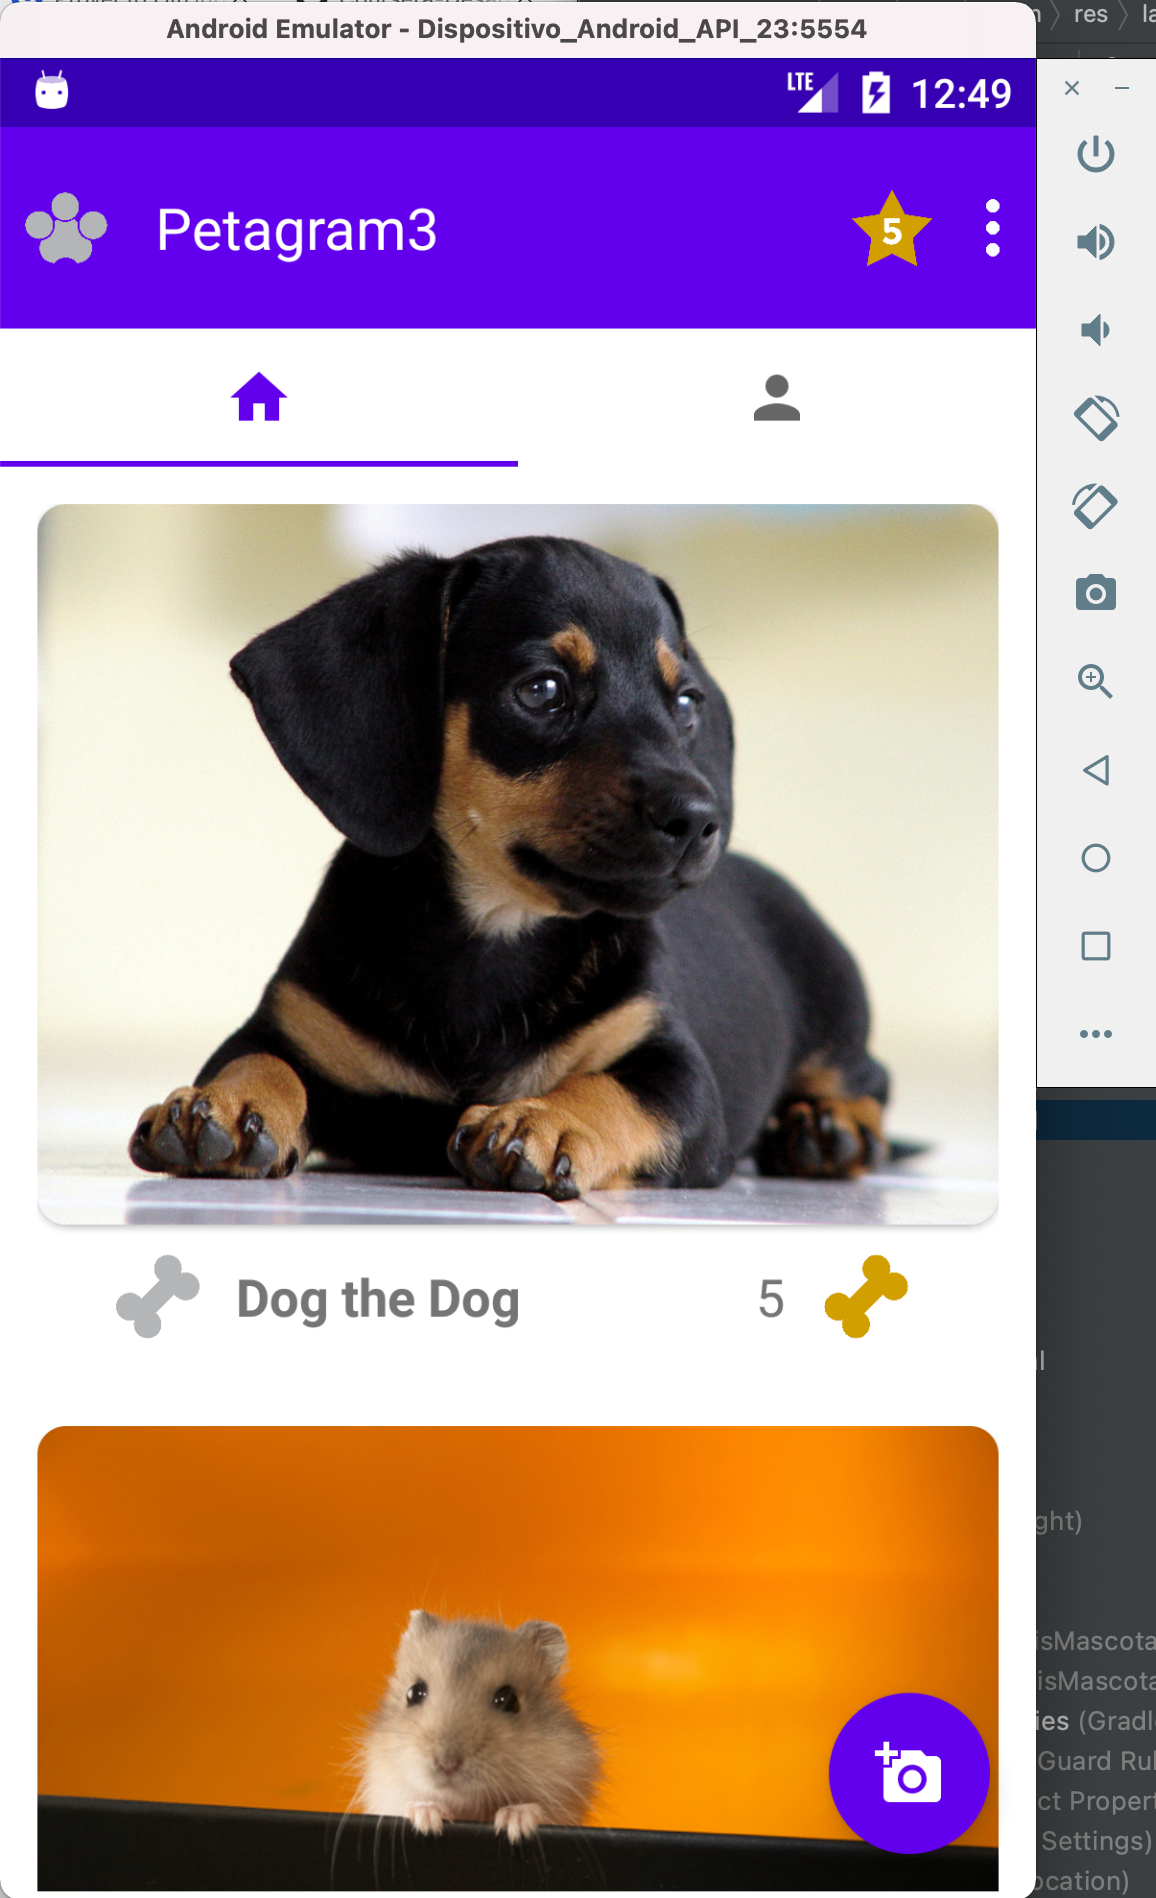 Android Emulator - Dispositivo_Android_API_23:5554
res
LTE
12:49
Petagram3
5
Dog the Dog
5
ght)
isMascota
isMascota
ies (Gradl
Guard Rul
ct Propert
Settings)
ocation)